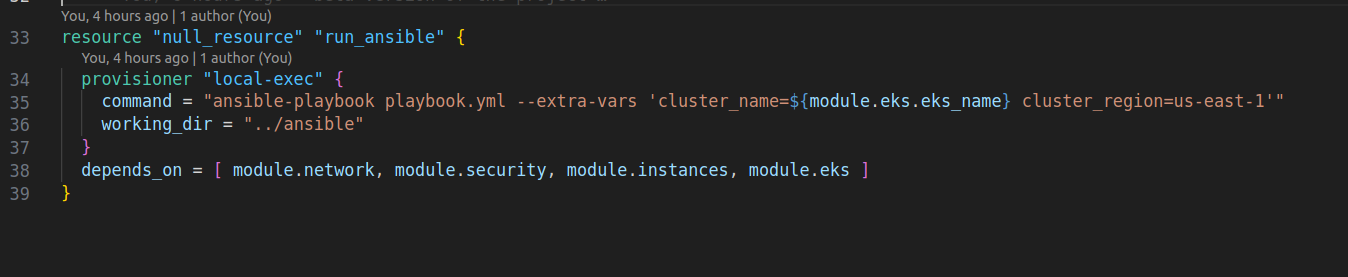 You, 4 hours ago | 1 author (You)
33 resource "null_resource" "run_ansible" {
You, 4 hours ago | 1 author (You)
34 provisioner "local-exec" {
35 command = "ansible-playbook playbook.yml --extra-vars 'cluster_name=${module.eks.eks_name} cluster_region=us-east-1'"
36 working_dir = "../ansible"
37 }
38 depends_on = [ module.network, module.security, module.instances, module.eks ]
39 }